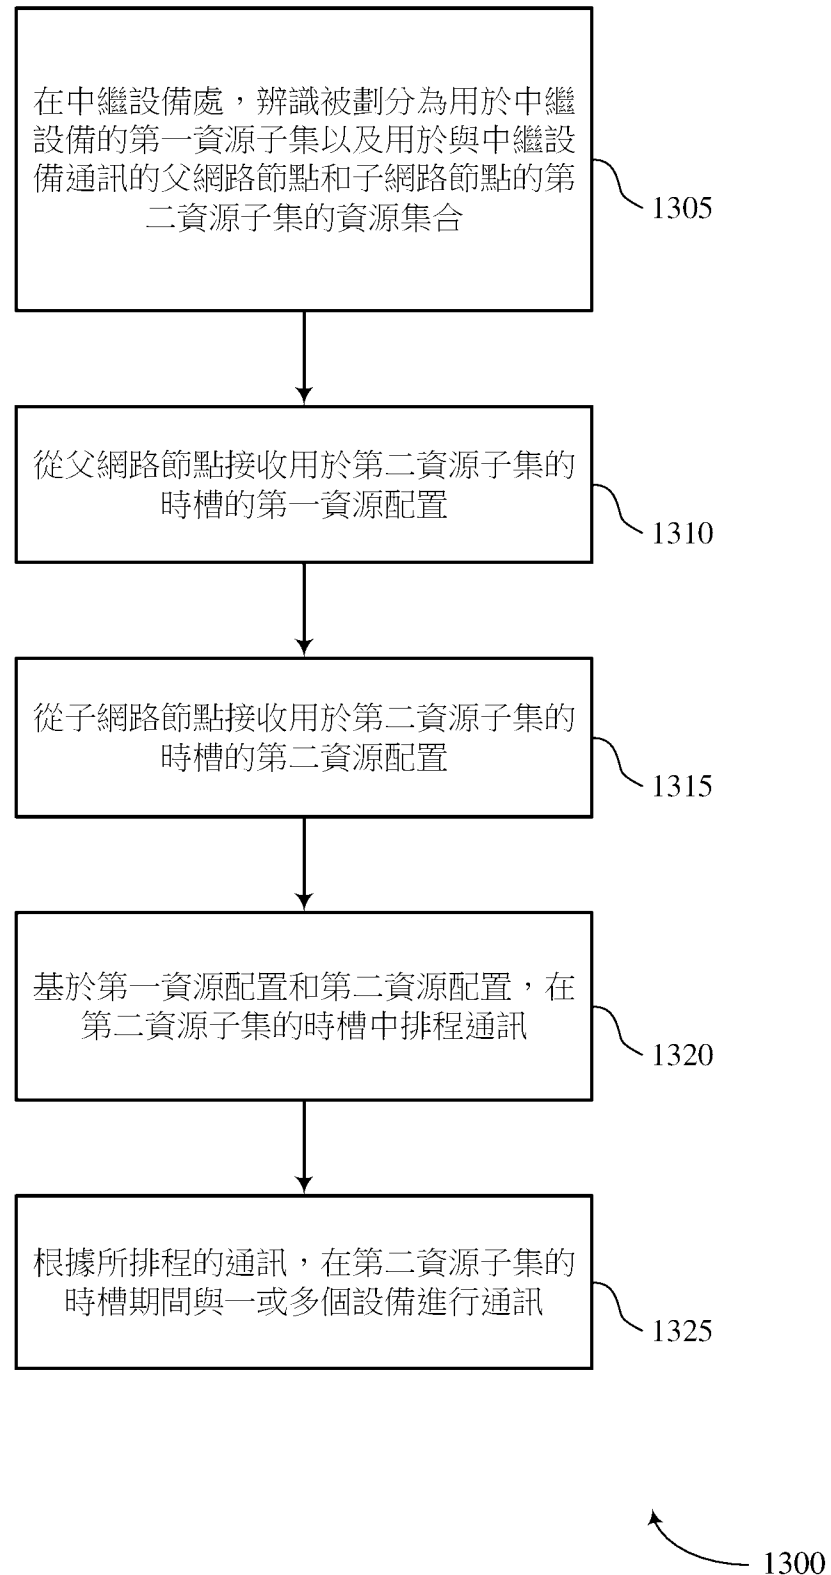 在中繼設備處，辨識被劃分為用於中繼
設備的第一資源子集以及用於與中繼設
備通訊的父網路節點和子網路節點的第
二資源子集的資源集合
1305
從父網路節點接收用於第二資源子集的
時槽的第一資源配置
1310
從子網路節點接收用於第二資源子集的
時槽的第二資源配置
1315
基於第一資源配置和第二資源配置，在
第二資源子集的時槽中排程通訊
1320
根據所排程的通訊，在第二資源子集的
時槽期間與一或多個設備進行通訊
1325
1300